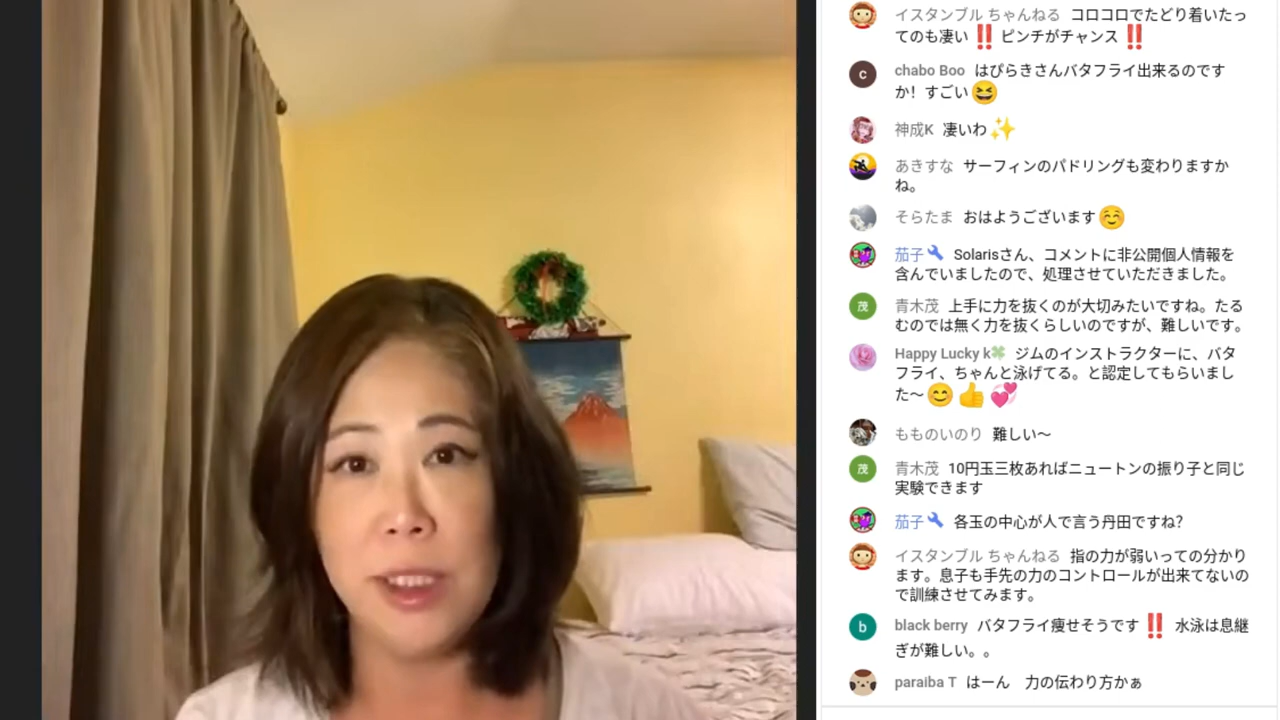 イスタンブル ちゃんねる コロコロでたどり着いたっ
てのも凄い‼️ピンチがチャンス‼️
c chabo Boo はぴらきさんバタフライ出来るのです
か！すごい😆
神成K 凄いわ✨
あきすな サーフィンのパドリングも変わりますか
ね。
そらたま おはようございます☺️
茄子🔧 Solarisさん、コメントに非公開個人情報を
含んでいましたので、処理させていただきました。
茂 青木茂 上手に力を抜くのが大切みたいですね。たる
むのでは無く力を抜くらしいのですが、難しいです。
Happy Lucky k🍀 ジムのインストラクターに、バタ
フライ、ちゃんと泳げてる。と認定してもらいまし
た〜😊👍💞
もものいのり 難しい〜
茂 青木茂 10円玉三枚あればニュートンの振り子と同じ
実験できます
茄子🔧 各玉の中心が人で言う丹田ですね?
イスタンブル ちゃんねる 指の力が弱いっての分かり
ます。息子も手先の力のコントロールが出来てないの
で訓練させてみます。
b black berry バタフライ痩せそうです‼️ 水泳は息継
ぎが難しい。。
paraiba T はーん 力の伝わり方かぁ